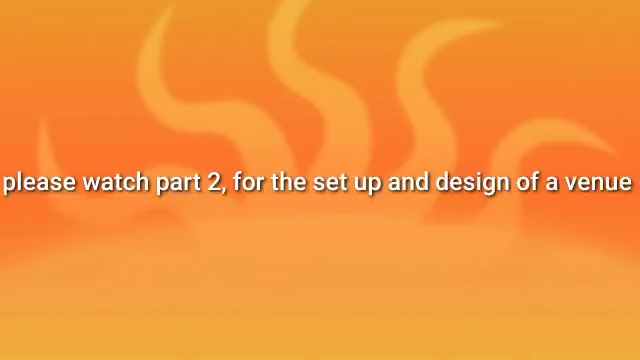 please watch part 2, for the set up and design of a venue